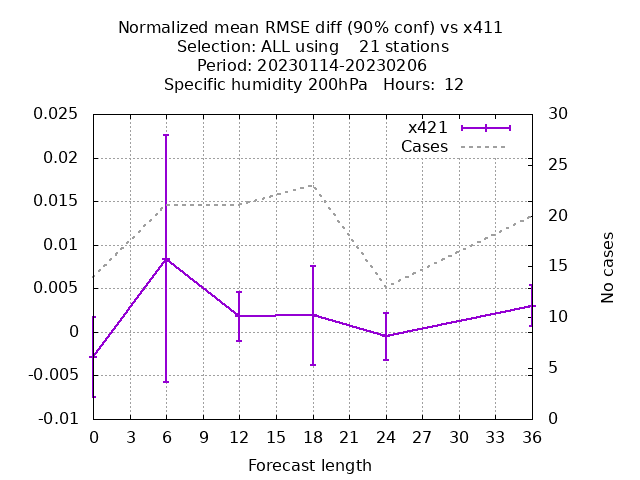 Normalized mean RMSE diff (90% conf) vs x411
Selection: ALL using    21 stations
Period: 20230114-20230206
Specific humidity 200hPa   Hours:  12
x421
Cases
0.025
0.02
0.015
0.01
0.005
0
-0.005
-0.01
30
25
20
15
10
5
0
No cases
0 3 6 9 12 15 18 21 24 27 30 33 36
Forecast length